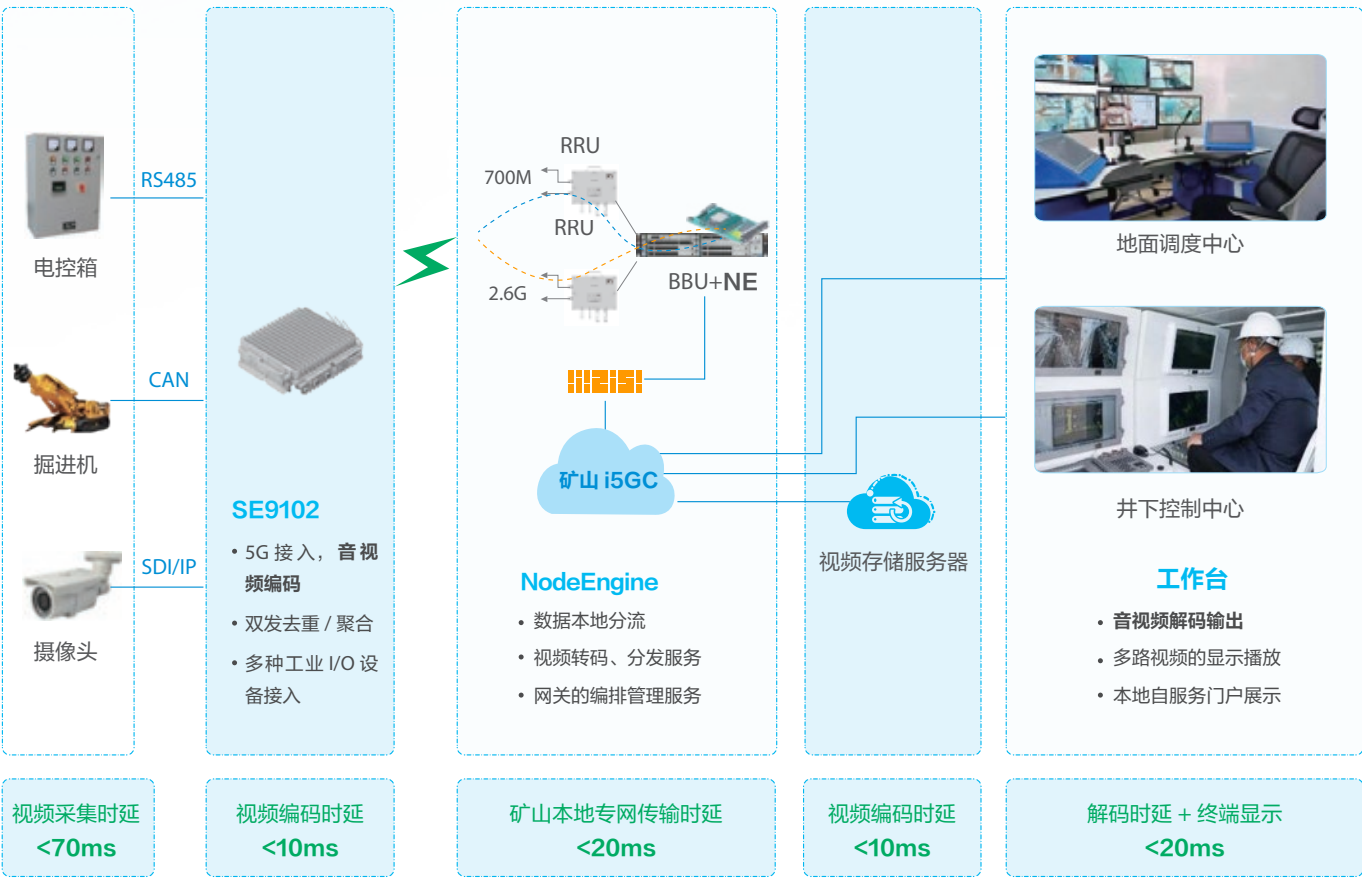 电控箱
RS485
掘进机
CAN
摄像头
SDI/IP
SE9102
• 5G 接入，音视
频编码
• 双发去重 / 聚合
• 多种工业 I/O 设
备接入
RRU
700M
RRU
2.6G
BBU+NE
矿山 i5GC
NodeEngine
• 数据本地分流
• 视频转码、分发服务
• 网关的编排管理服务
视频存储服务器
地面调度中心
井下控制中心
工作台
• 音视频解码输出
• 多路视频的显示播放
• 本地自服务门户展示
视频采集时延
<70ms
视频编码时延
<10ms
矿山本地专网传输时延
<20ms
视频编码时延
<10ms
解码时延 + 终端显示
<20ms